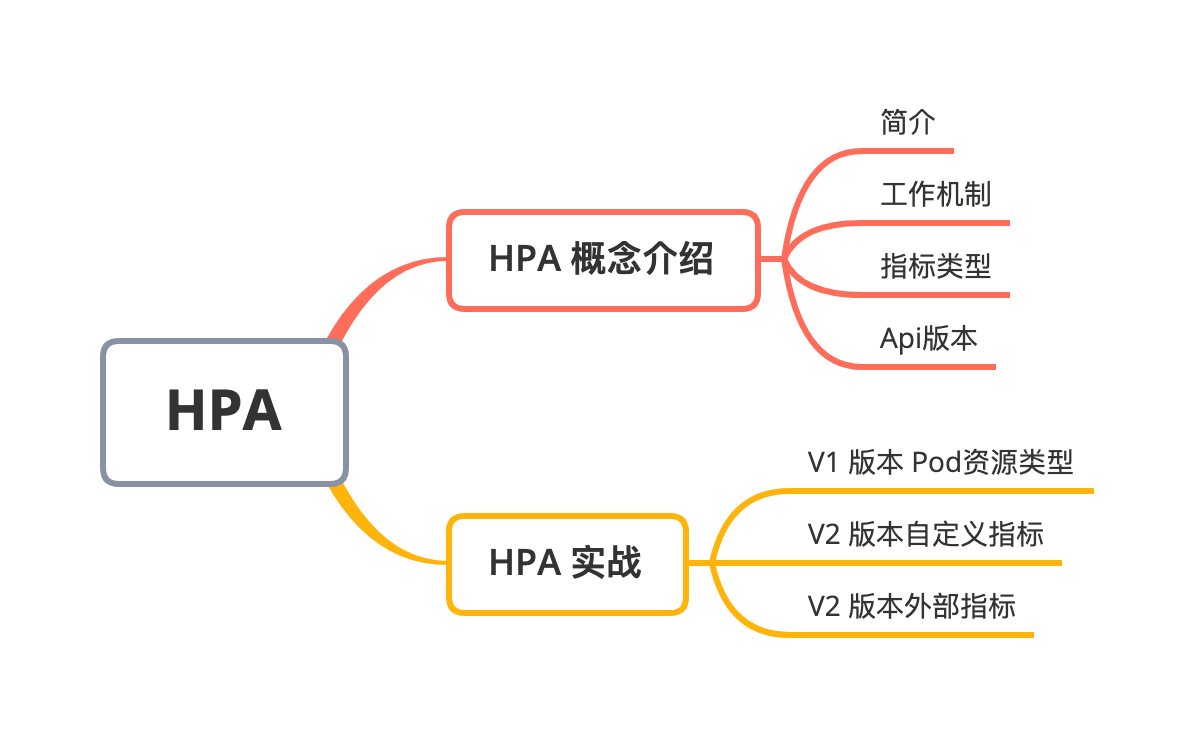 HPA
HPA 概念介绍
简介
工作机制
指标类型
Api版本
HPA 实战
V1 版本 Pod资源类型
V2 版本自定义指标
V2 版本外部指标